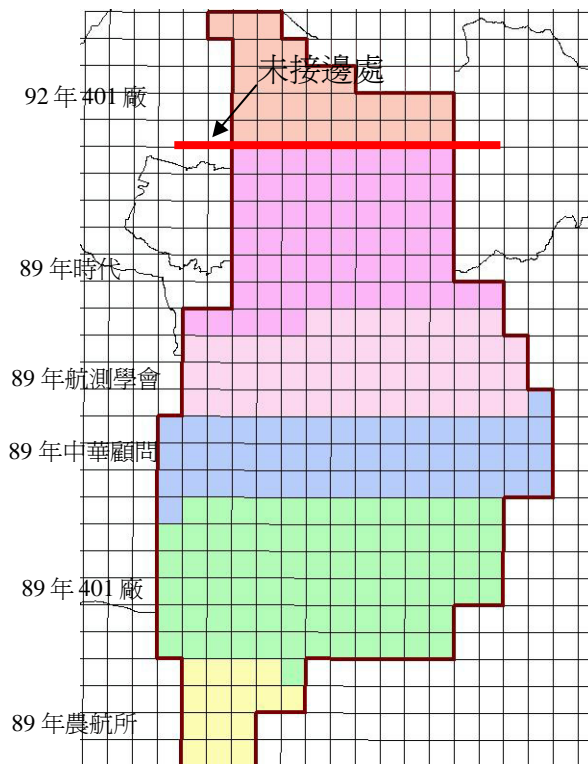 未接邊處
92 年 401 廠
89 年時代
89 年航測學會
89 年中華顧問
89 年 401 廠
89 年農航所